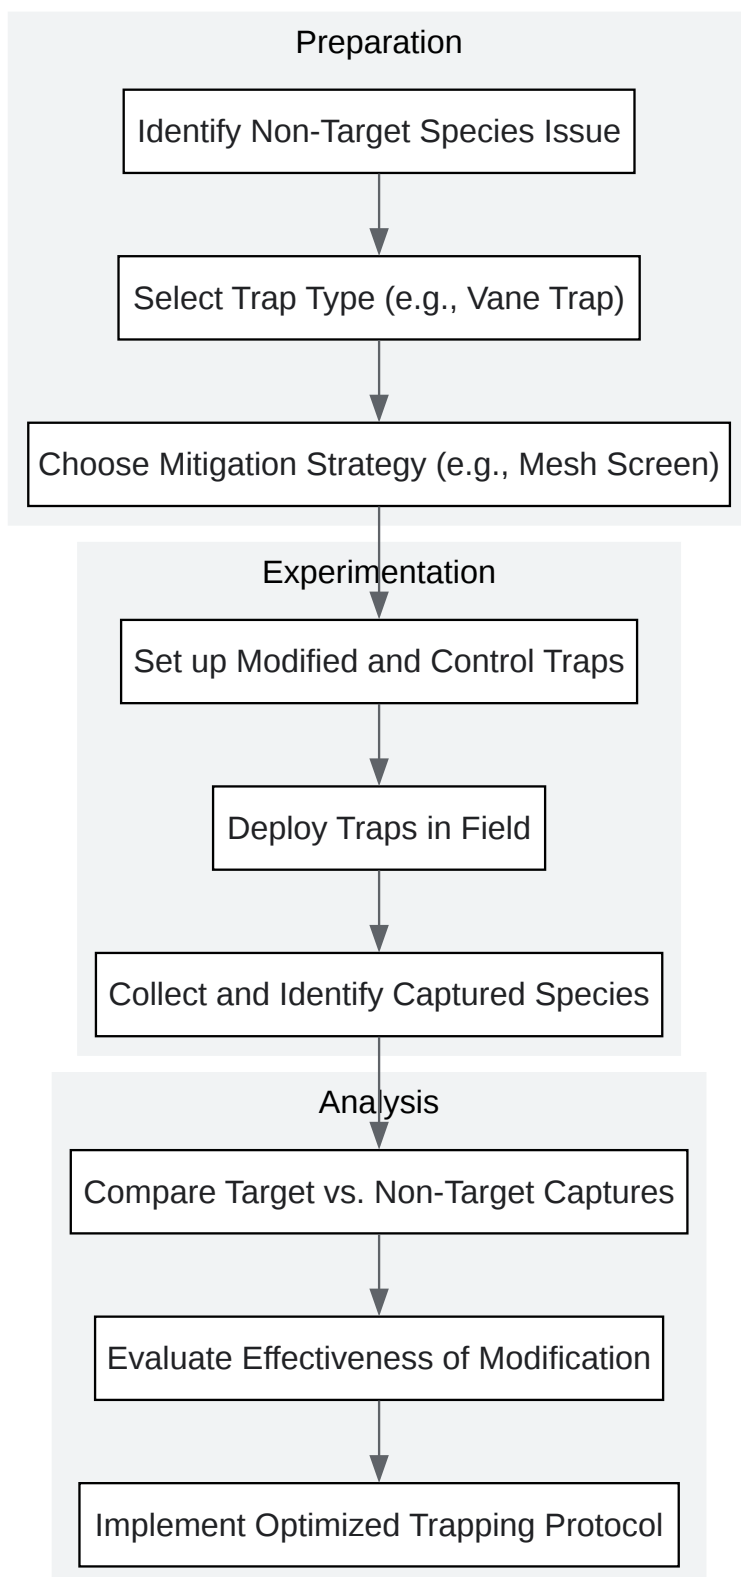 Preparation
Identify Non-Target Species Issue
Select Trap Type (e.g., Vane Trap)
Choose Mitigation Strategy (e.g., Mesh Screen)
Experimentation
Set up Modified and Control Traps
Deploy Traps in Field
Collect and Identify Captured Species
Analysis
Compare Target vs. Non-Target Captures
Evaluate Effectiveness of Modification
Implement Optimized Trapping Protocol